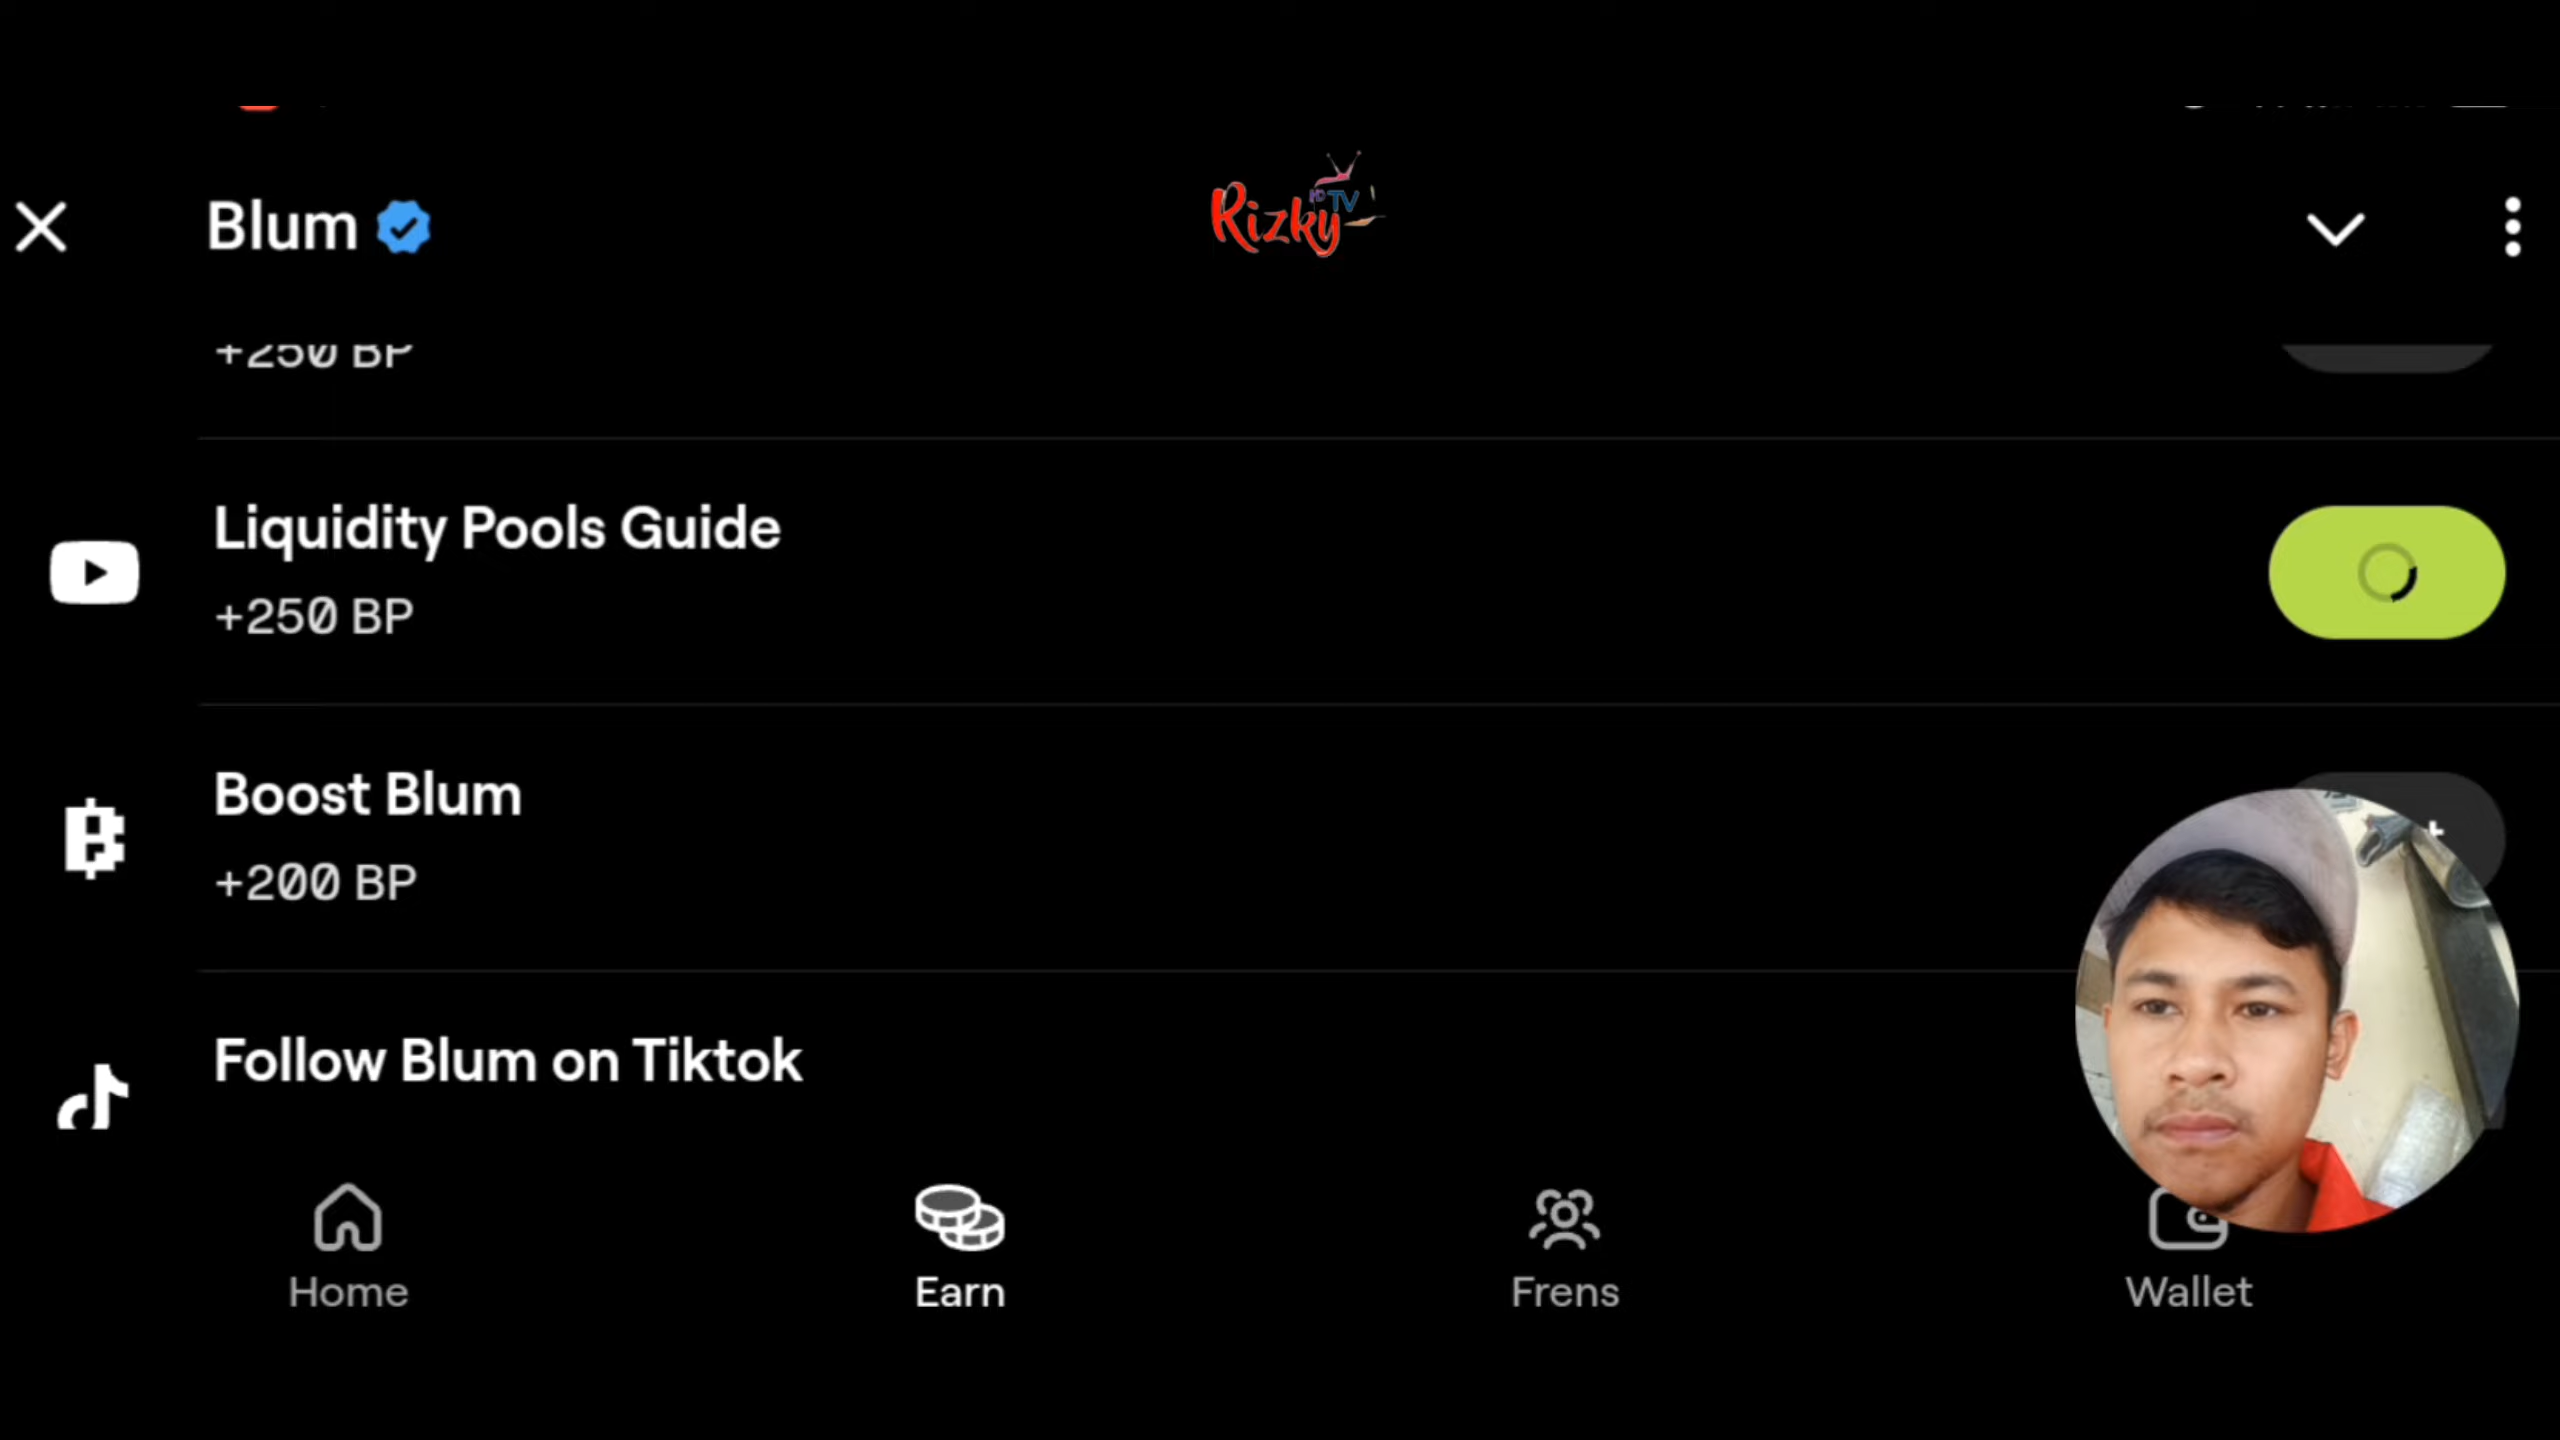 Blum
Rizky
HD TV
+250 BP
Liquidity Pools Guide
+250 BP
Boost Blum
+200 BP
Follow Blum on Tiktok
Home
Earn
Frens
Wallet